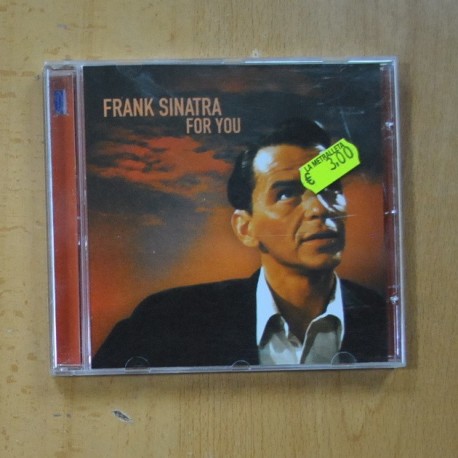 FRANK SINATRA
FOR YOU
LA METRALLETA
€ 3.00